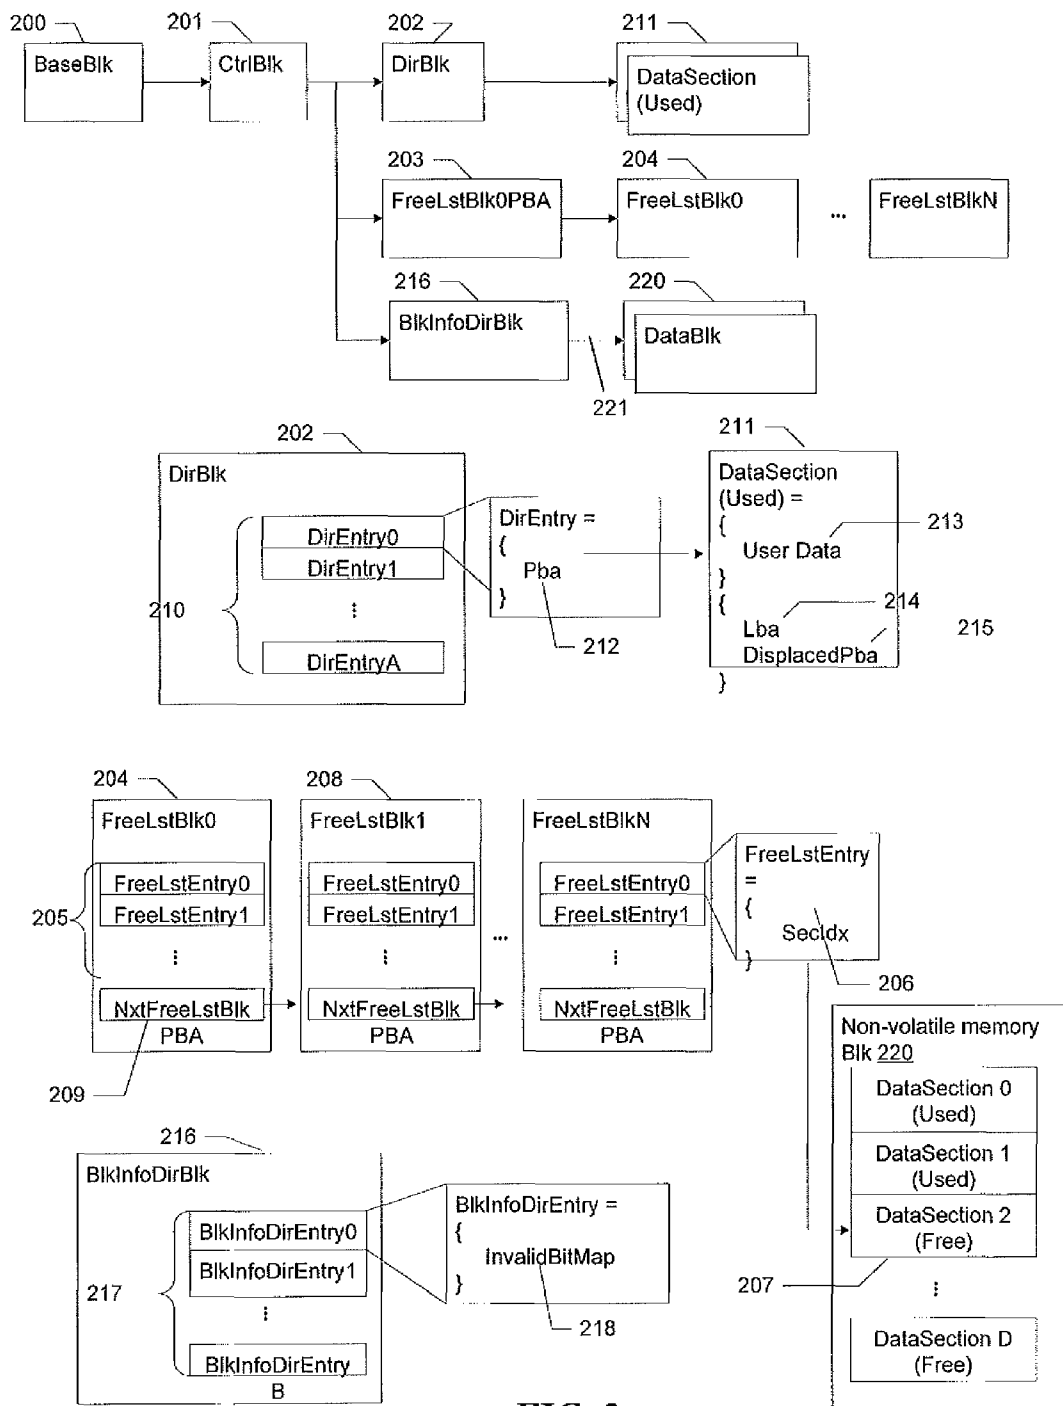 200
201
202
211
BaseBlk
CtrlBlk
DirBlk
DataSection
(Used)
203
204
FreeLstBlk0PBA
FreeLstBlk0
...
FreeLstBlkN
216
220
BlkInfoDirBlk
DataBlk
221
202
211
DirBlk
DataSection
(Used) =
{
User Data
}
{
Lba
DisplacedPba
}
213
214
215
DirEntry0
DirEntry1
...
DirEntryA
210
DirEntry =
{
Pba
}
212
204
208
FreeLstBlk0
FreeLstBlk1
FreeLstBlkN
FreeLstEntry0
FreeLstEntry0
FreeLstEntry0
FreeLstEntry1
FreeLstEntry1
FreeLstEntry1
205
...
...
...
...
NxtFreeLstBlk
PBA
NxtFreeLstBlk
PBA
NxtFreeLstBlk
PBA
209
FreeLstEntry
=
{
SecIdx
}
206
Non-volatile memory
Blk 220
DataSection 0
(Used)
DataSection 1
(Used)
DataSection 2
(Free)
207
...
DataSection D
(Free)
216
BlkInfoDirBlk
BlkInfoDirEntry0
BlkInfoDirEntry1
217
...
BlkInfoDirEntry
B
BlkInfoDirEntry =
{
InvalidBitMap
}
218